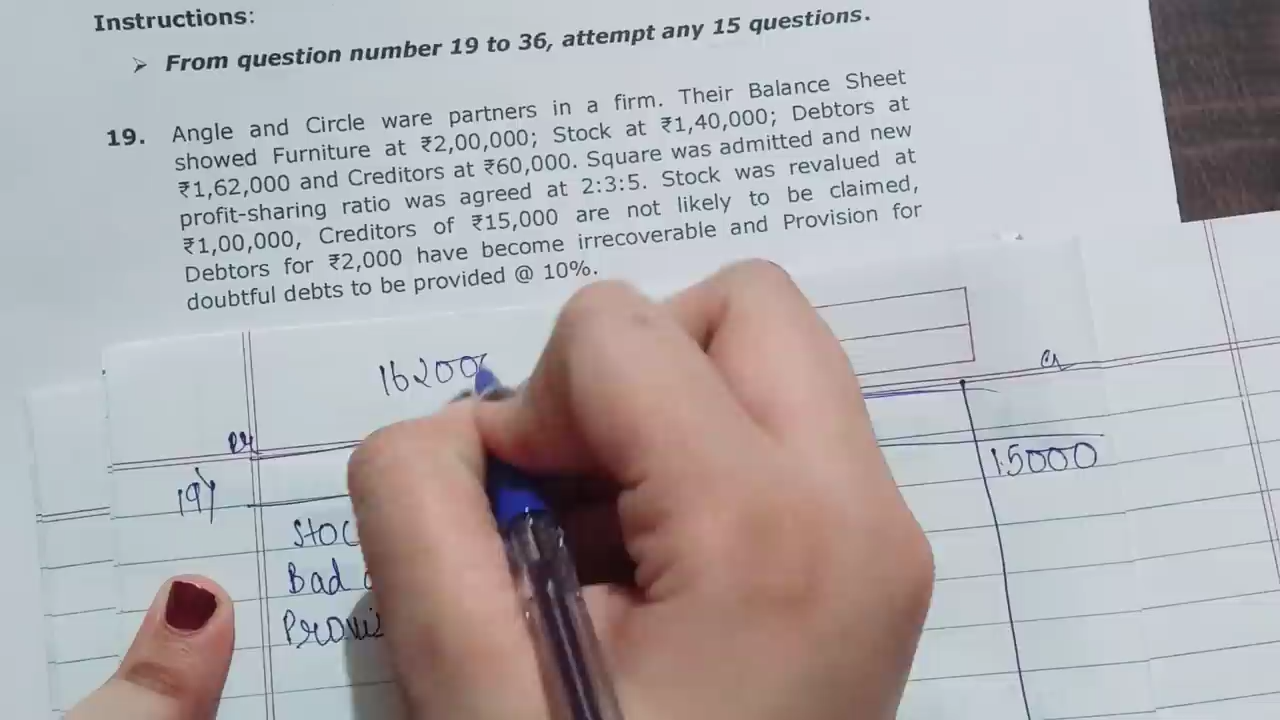 Instructions:
➢ From question number 19 to 36, attempt any 15 questions.
19. Angle and Circle ware partners in a firm. Their Balance Sheet
showed Furniture at ₹2,00,000; Stock at ₹1,40,000; Debtors at
₹1,62,000 and Creditors at ₹60,000. Square was admitted and new
profit-sharing ratio was agreed at 2:3:5. Stock was revalued at
₹1,00,000, Creditors of ₹15,000 are not likely to be claimed,
Debtors for ₹2,000 have become irrecoverable and Provision for
doubtful debts to be provided @ 10%.
16200
Dr
Cr
19)
15000
Stoc
Bad
Provis